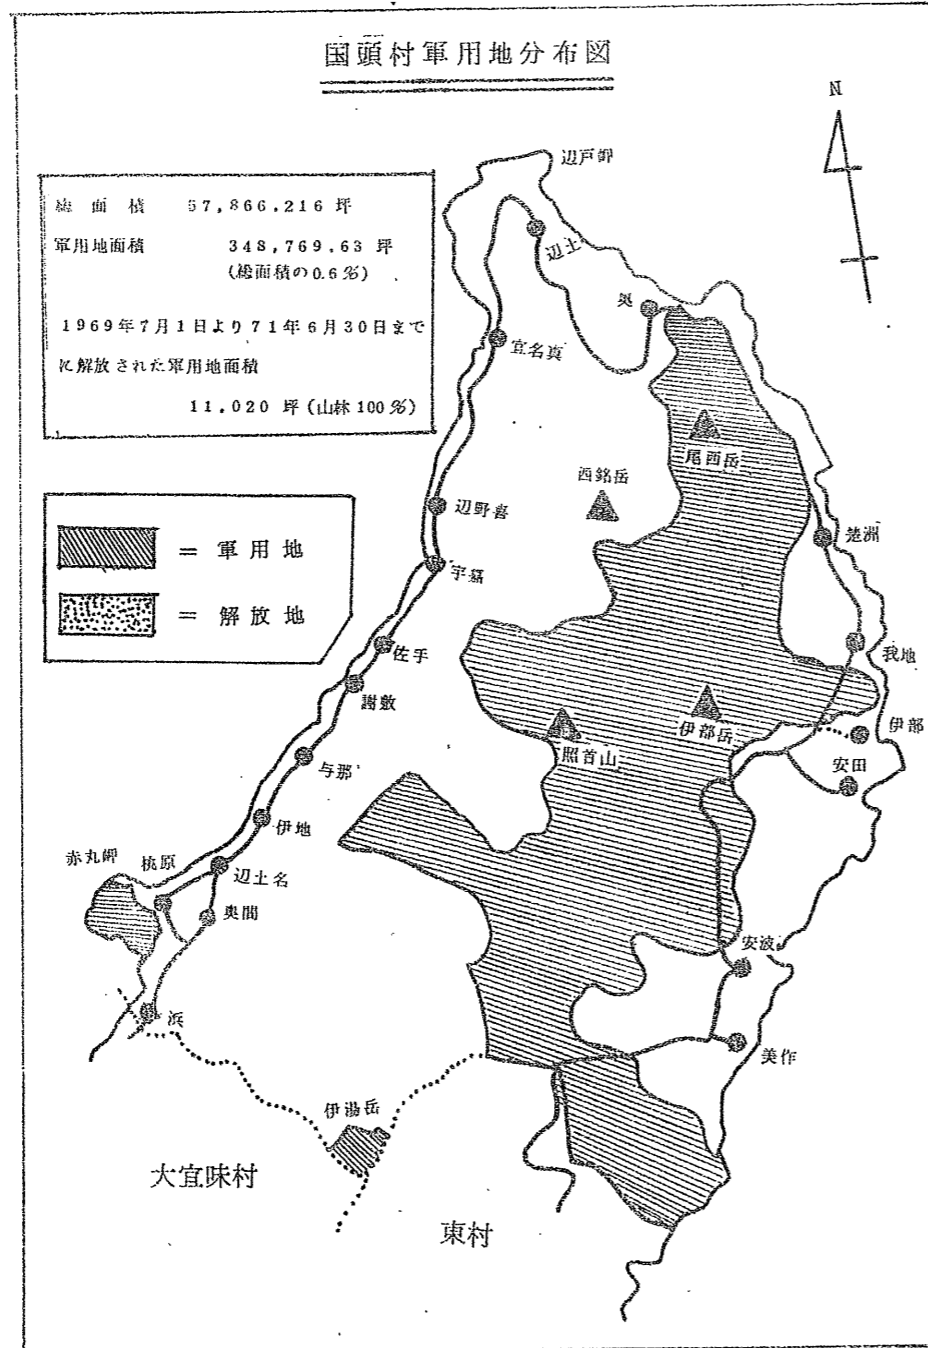 国頭村軍用地分布図
N
総面積 57,866.216 坪
軍用地面積 348,769.63 坪
(総面積の0.6%)
1969年7月1日より71年6月30日まで
に解放された軍用地面積
11.020 坪 (山林100%)
= 軍用地
= 解放地
辺戸岬
辺土
奥
宜名真
尾西岳
西銘岳
辺野喜
楚洲
宇嘉
佐手
我地
謝敷
伊部岳
伊部
照首山
与那
安田
伊地
赤丸岬
桃原
辺土名
奥間
安波
浜
美作
伊湯岳
大宜味村
東村